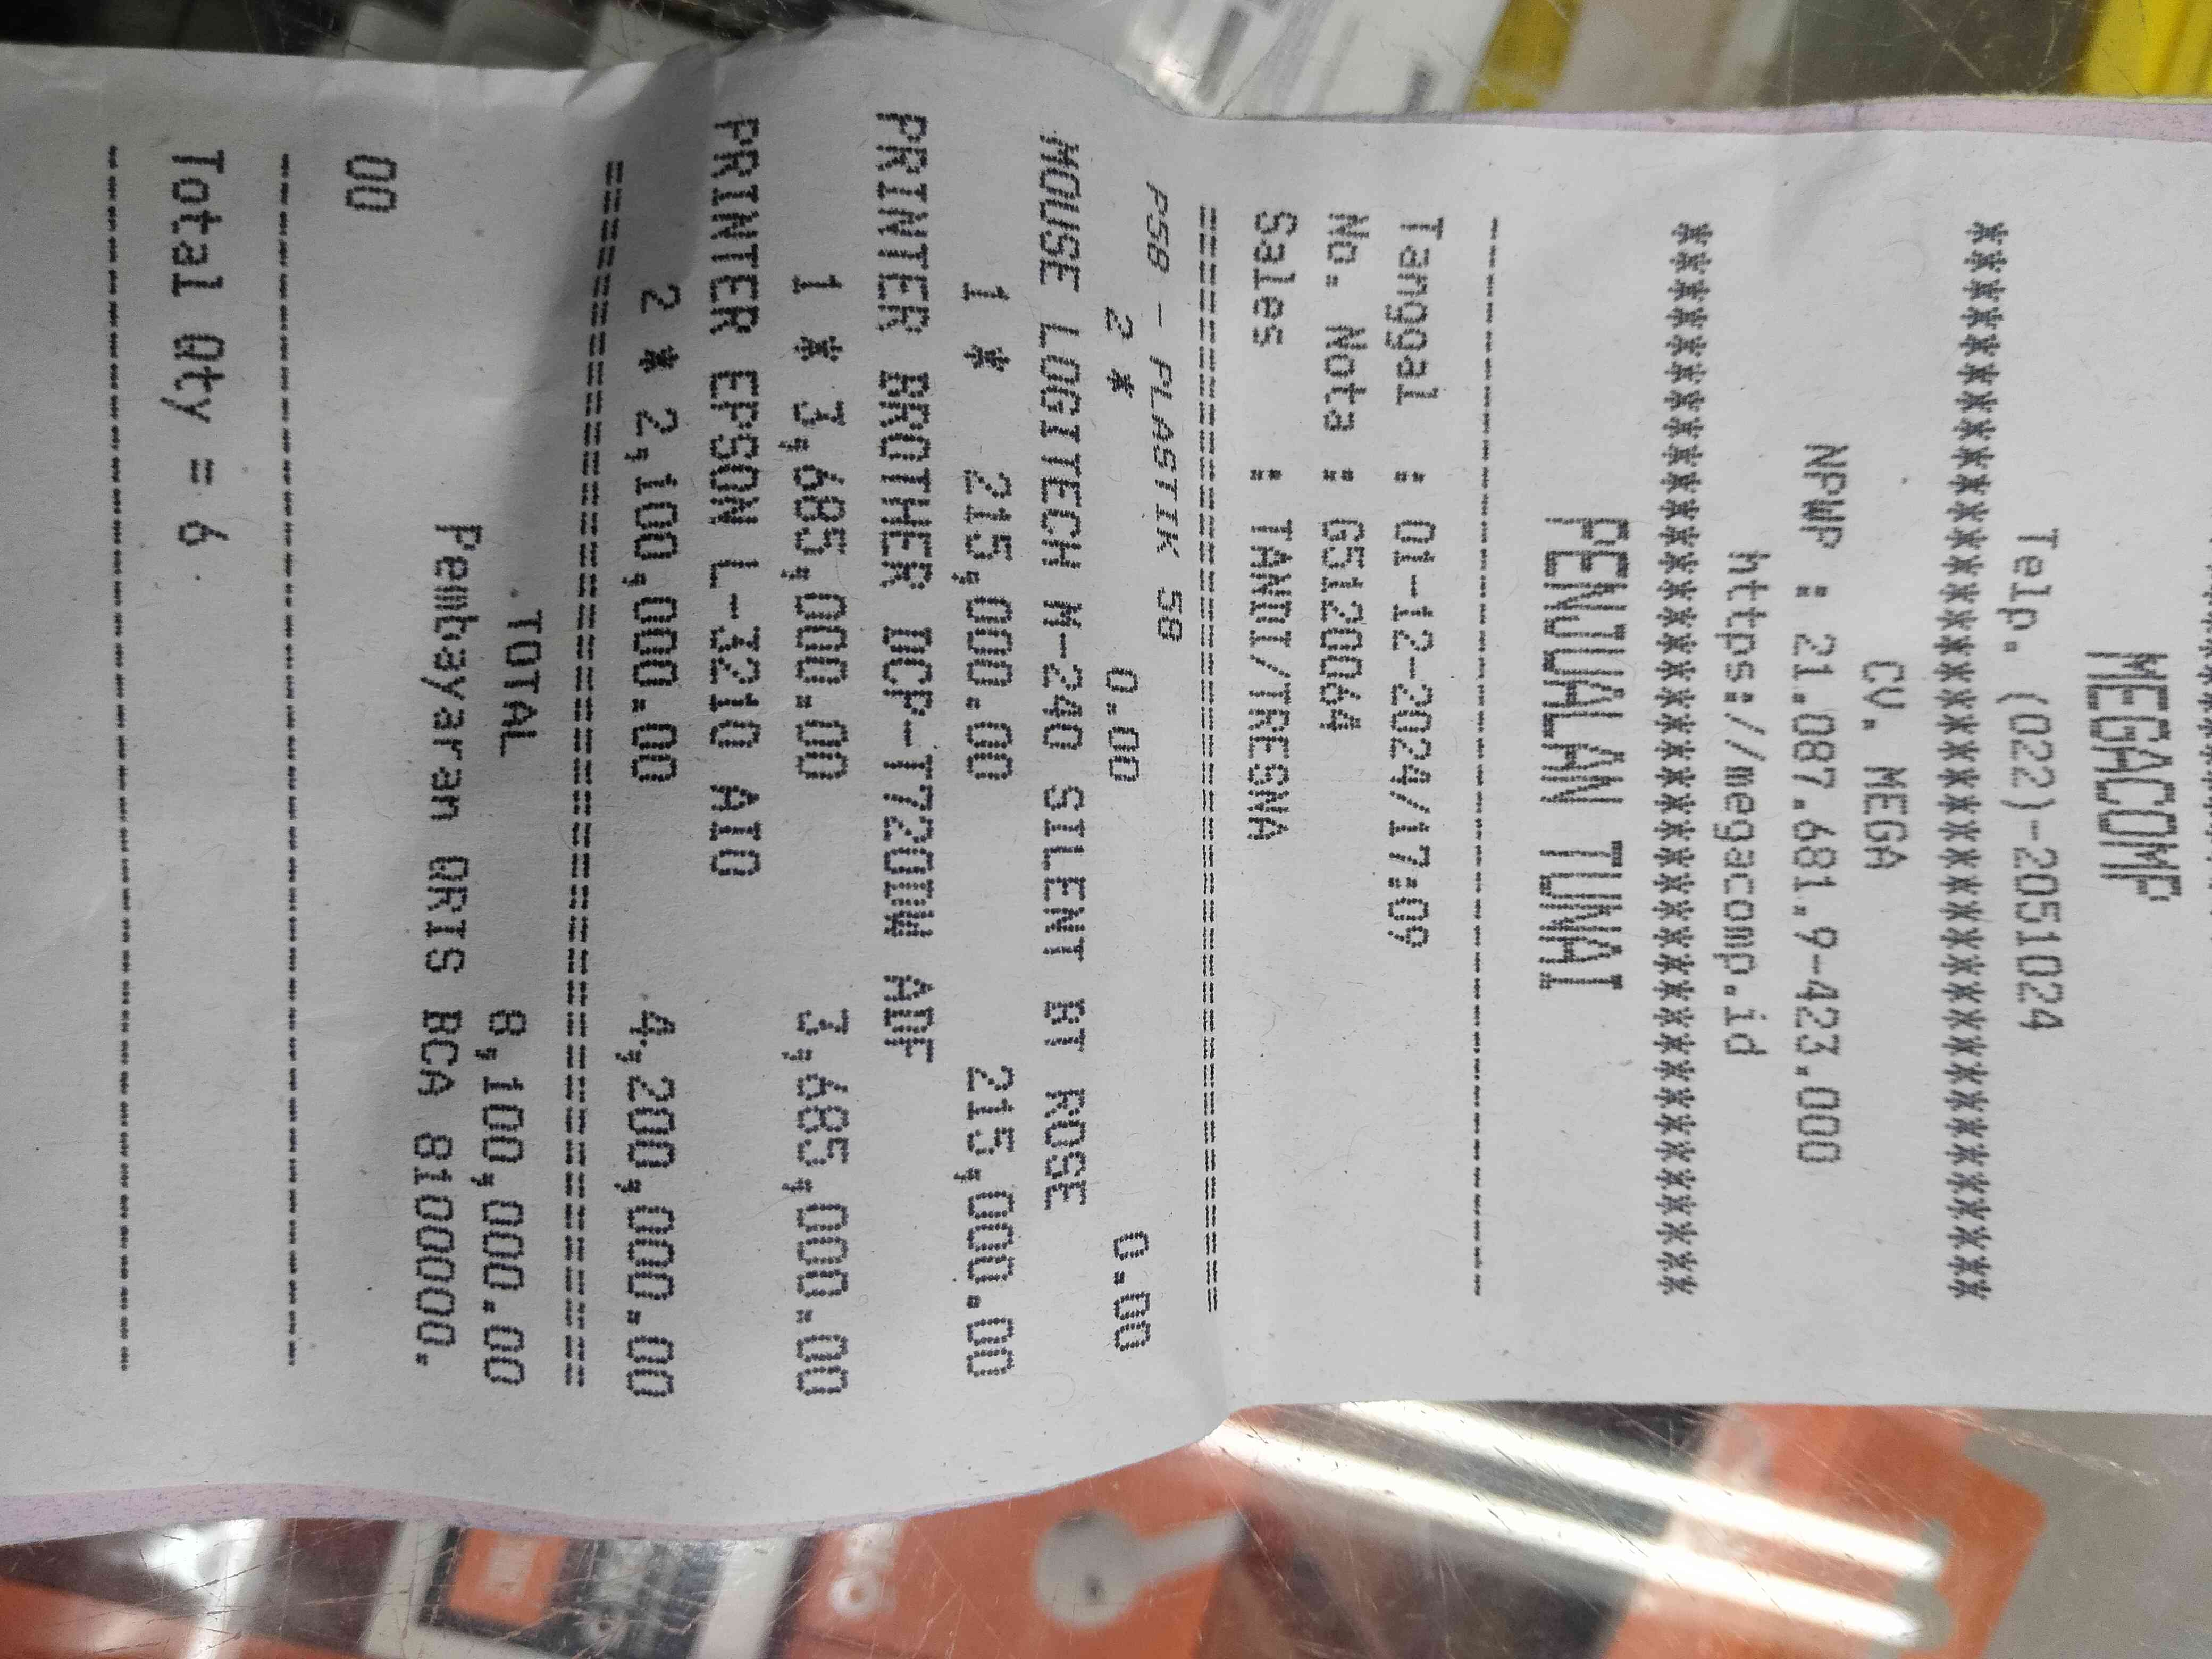 MEGACOMP
Telp. (022)-2051024
********************************
CV. MEGA
NPWP : 21.087.681.9-423.000
https://megacomp.id
********************************
PENJUALAN TUNAI
--------------------------------
Tanggal : 01-12-2024/17:09
No. Nota : G5120064
Sales : TANDI/TRESNA
================================
PS8 - PLASTIK S8
2 * 0.00 0.00
MOUSE LOGITECH M-240 SILENT BT ROSE
1 * 215,000.00 215,000.00
PRINTER BROTHER DCP-T720DW ADF
1 * 3,685,000.00 3,685,000.00
PRINTER EPSON L-3210 AIO
2 * 2,100,000.00 4,200,000.00
================================
TOTAL 8,100,000.00
Pembayaran QRIS BCA 8100000.
00
--------------------------------
Total Qty = 6
--------------------------------